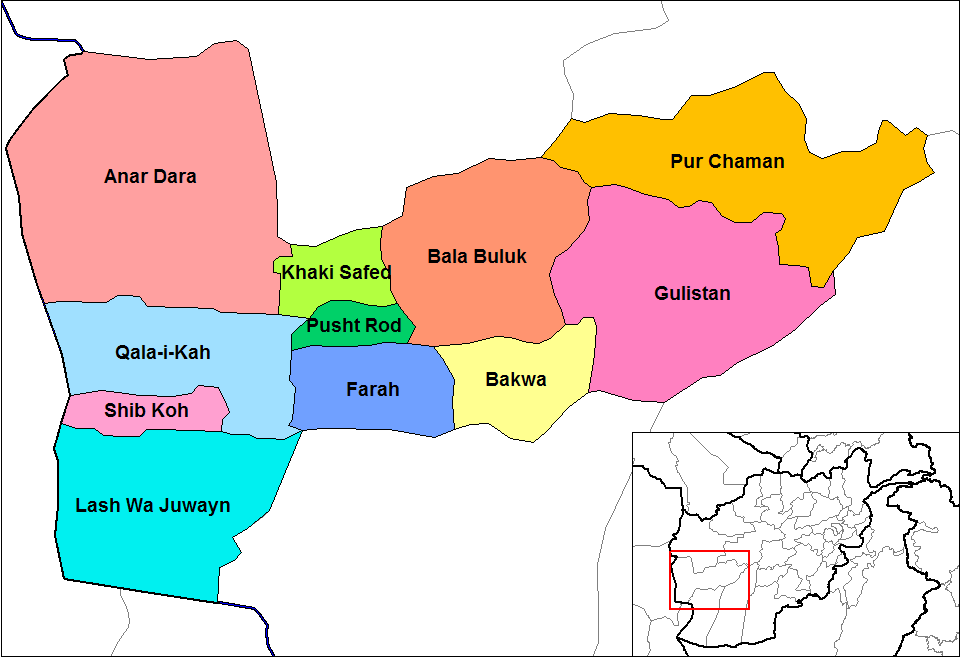 Pur Chaman
Anar Dara
Bala Buluk
Khaki Safed
Gulistan
Pusht Rod
Qala-i-Kah
Bakwa
Farah
Shib Koh
Lash Wa Juwayn